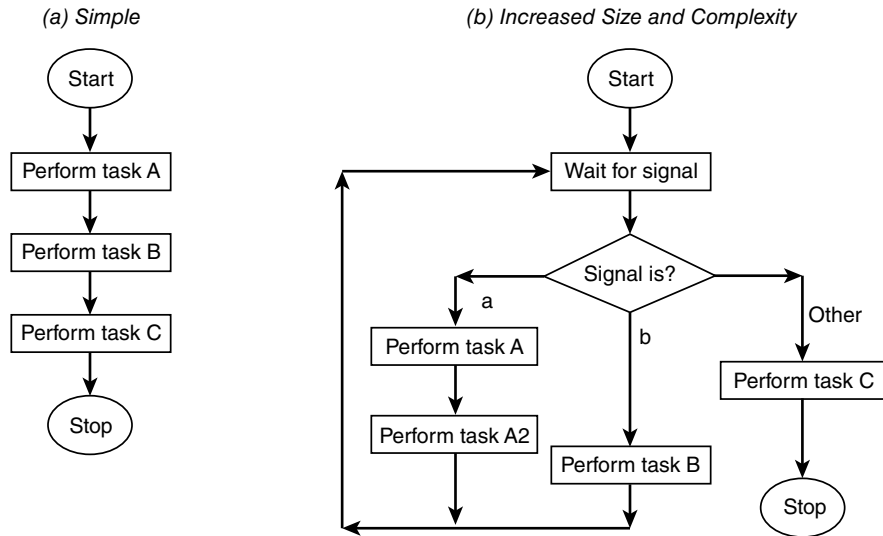 (a) Simple
Start
Perform task A
Perform task B
Perform task C
Stop
(b) Increased Size and Complexity
Start
Wait for signal
Signal is?
a
b
Other
Perform task A
Perform task A2
Perform task B
Perform task C
Stop